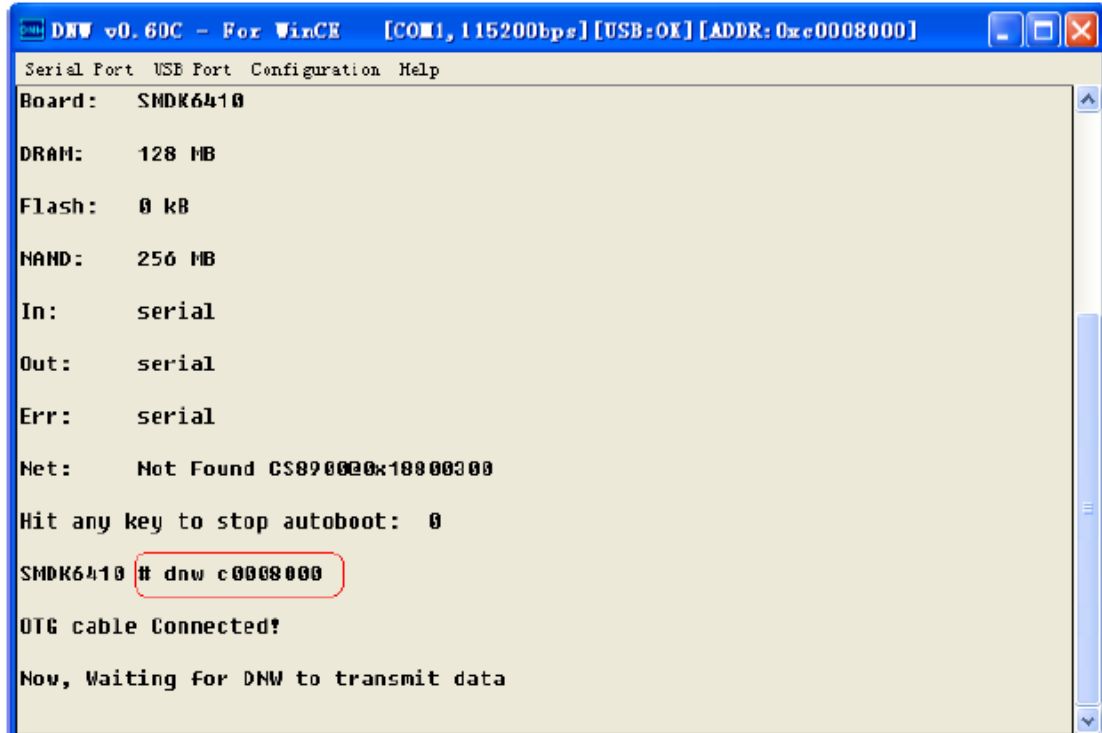 DNW v0.60C - For WinCE [COM1,115200bps][USB:OK][ADDR:0xc0008000]
Serial Port USB Port Configuration Help
Board: SMDK6410
DRAM: 128 MB
Flash: 0 kB
NAND: 256 MB
In: serial
Out: serial
Err: serial
Net: Not Found CS8900@0x18800300
Hit any key to stop autoboot: 0
SMDK6410 # dnw c0008000
OTG cable Connected!
Now, Waiting for DNW to transmit data